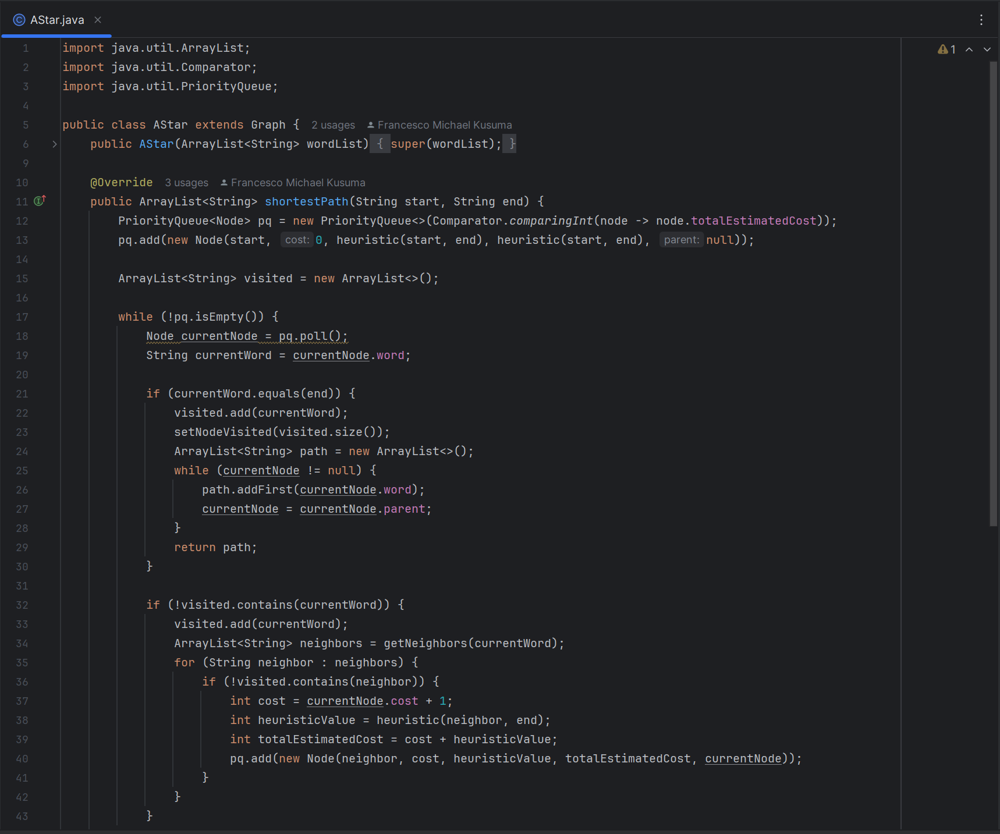 AStar.java
1
1 import java.util.ArrayList;
2 import java.util.Comparator;
3 import java.util.PriorityQueue;
4
5 public class AStar extends Graph { 2 usages Francesco Michael Kusuma
6 public AStar(ArrayList<String> wordList) { super(wordList); }
9
10 @Override 3 usages Francesco Michael Kusuma
11 public ArrayList<String> shortestPath(String start, String end) {
12 PriorityQueue<Node> pq = new PriorityQueue<>(Comparator.comparingInt(node -> node.totalEstimatedCost));
13 pq.add(new Node(start, cost: 0, heuristic(start, end), heuristic(start, end), parent: null));
14
15 ArrayList<String> visited = new ArrayList<>();
16
17 while (!pq.isEmpty()) {
18 Node currentNode = pq.poll();
19 String currentWord = currentNode.word;
20
21 if (currentWord.equals(end)) {
22 visited.add(currentWord);
23 setNodeVisited(visited.size());
24 ArrayList<String> path = new ArrayList<>();
25 while (currentNode != null) {
26 path.addFirst(currentNode.word);
27 currentNode = currentNode.parent;
28 }
29 return path;
30 }
31
32 if (!visited.contains(currentWord)) {
33 visited.add(currentWord);
34 ArrayList<String> neighbors = getNeighbors(currentWord);
35 for (String neighbor : neighbors) {
36 if (!visited.contains(neighbor)) {
37 int cost = currentNode.cost + 1;
38 int heuristicValue = heuristic(neighbor, end);
39 int totalEstimatedCost = cost + heuristicValue;
40 pq.add(new Node(neighbor, cost, heuristicValue, totalEstimatedCost, currentNode));
41 }
42 }
43 }